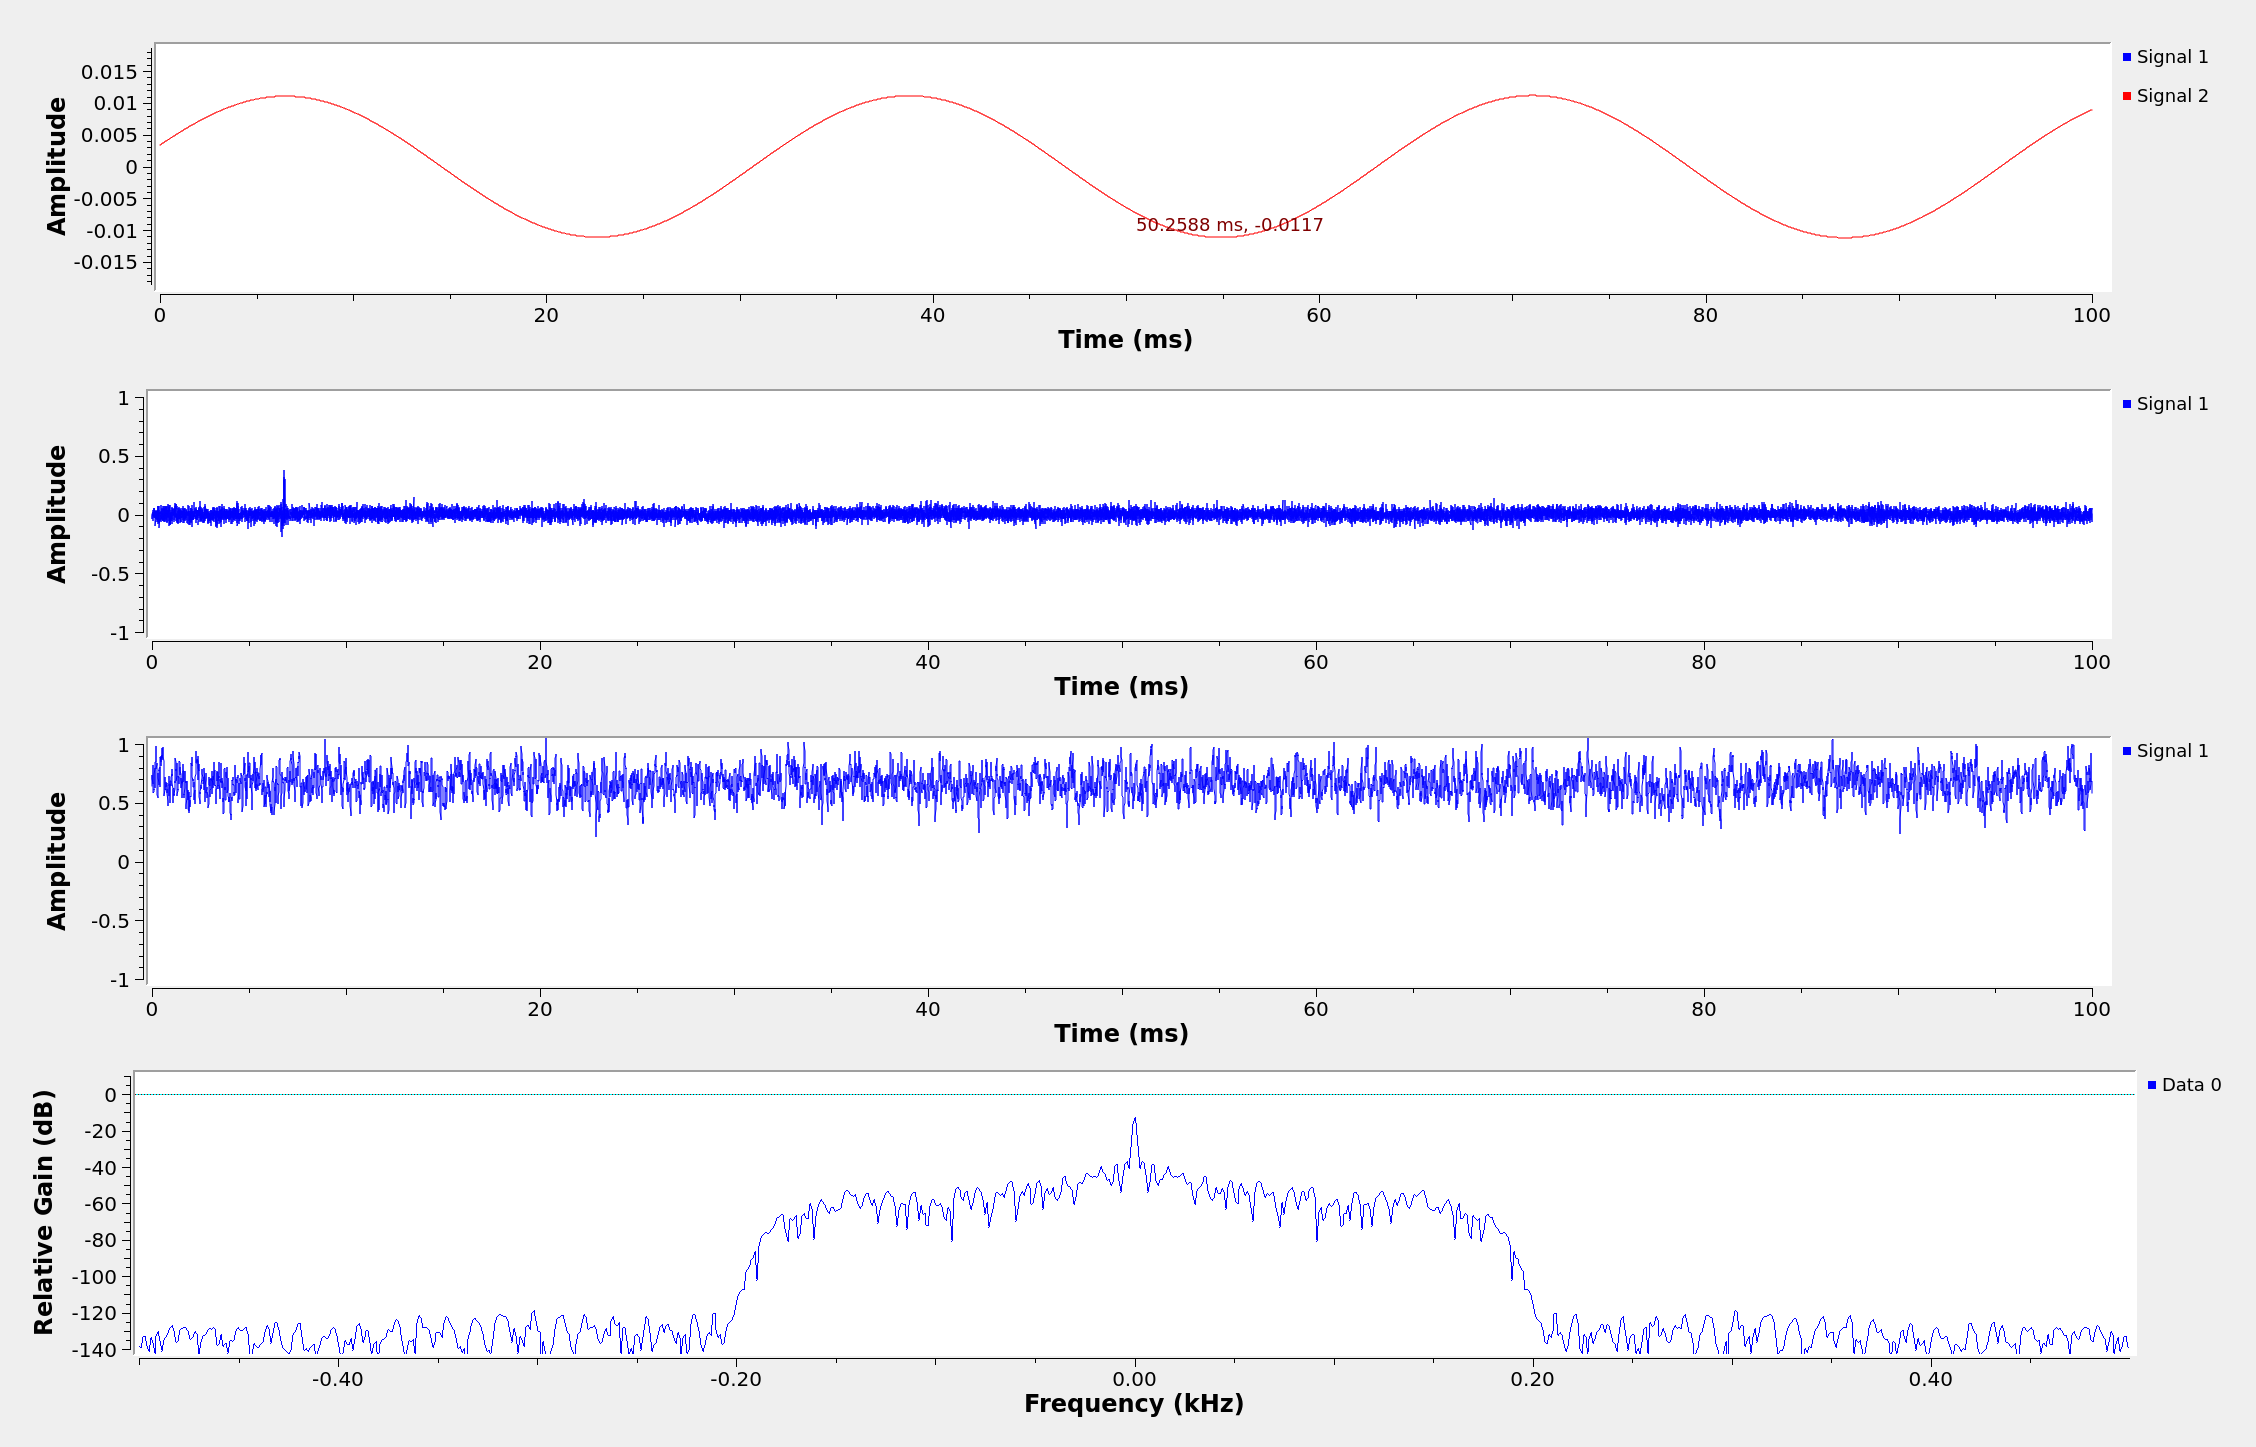 Amplitude
0.015
0.01
0.005
0
-0.005
-0.01
-0.015
50.2588 ms, -0.0117
Signal 1
Signal 2
0 20 40 60 80 100
Time (ms)
Amplitude
1
0.5
0
-0.5
-1
Signal 1
0 20 40 60 80 100
Time (ms)
Amplitude
1
0.5
0
-0.5
-1
Signal 1
0 20 40 60 80 100
Time (ms)
Relative Gain (dB)
0
-20
-40
-60
-80
-100
-120
-140
Data 0
-0.40 -0.20 0.00 0.20 0.40
Frequency (kHz)